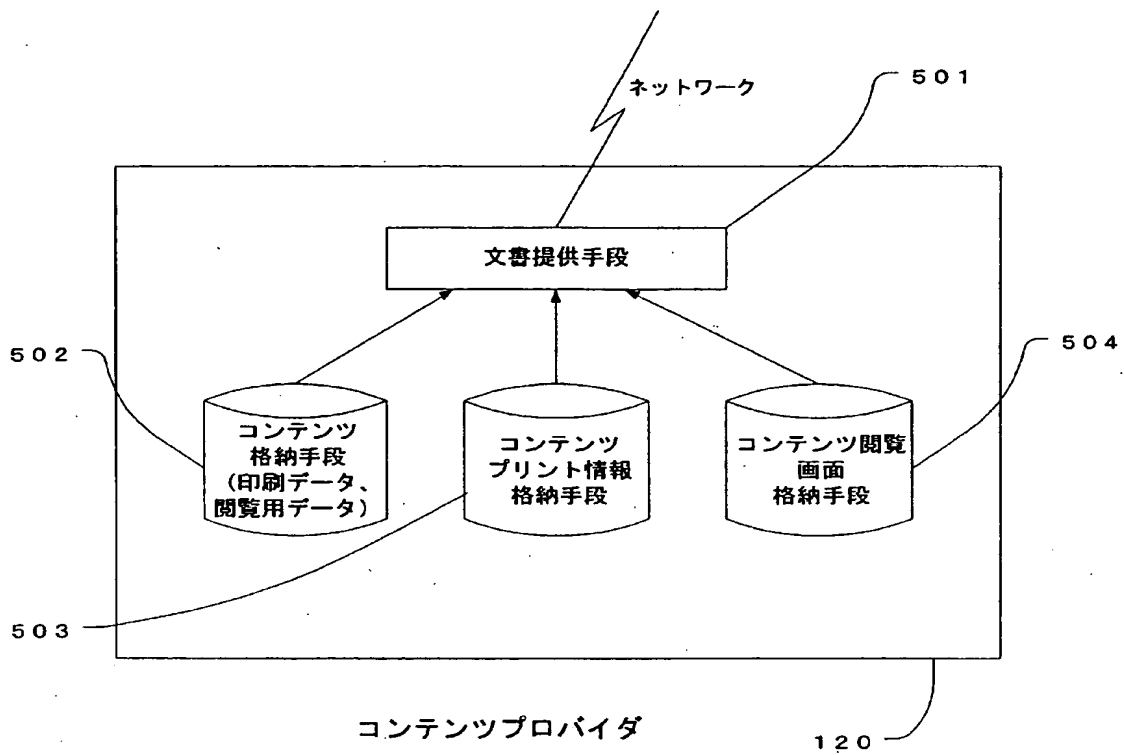 ネットワーク
501
文書提供手段
502
504
コンテンツ
格納手段
(印刷データ、
閲覧用データ)
コンテンツ
プリント情報
格納手段
コンテンツ閲覧
画面
格納手段
503
コンテンツプロバイダ
120